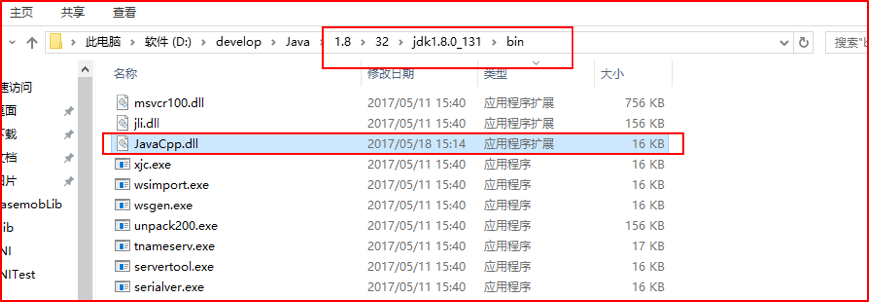 主页 共享 查看
此电脑 > 软件 (D:) > develop > Java > 1.8 > 32 > jdk1.8.0_131 > bin 搜索"b
名称 修改日期 类型 大小
速访问
msvcr100.dll 2017/05/11 15:40 应用程序扩展 756 KB
桌面
jli.dll 2017/05/11 15:40 应用程序扩展 156 KB
下载
JavaCpp.dll 2017/05/18 15:14 应用程序扩展 16 KB
文档
xjc.exe 2017/05/11 15:40 应用程序 16 KB
图片
wsimport.exe 2017/05/11 15:40 应用程序 16 KB
asemobLib
wsgen.exe 2017/05/11 15:40 应用程序 16 KB
lib
unpack200.exe 2017/05/11 15:40 应用程序 156 KB
NI
tnameserv.exe 2017/05/11 15:40 应用程序 17 KB
NITest
servertool.exe 2017/05/11 15:40 应用程序 16 KB
serialver.exe 2017/05/11 15:40 应用程序 16 KB